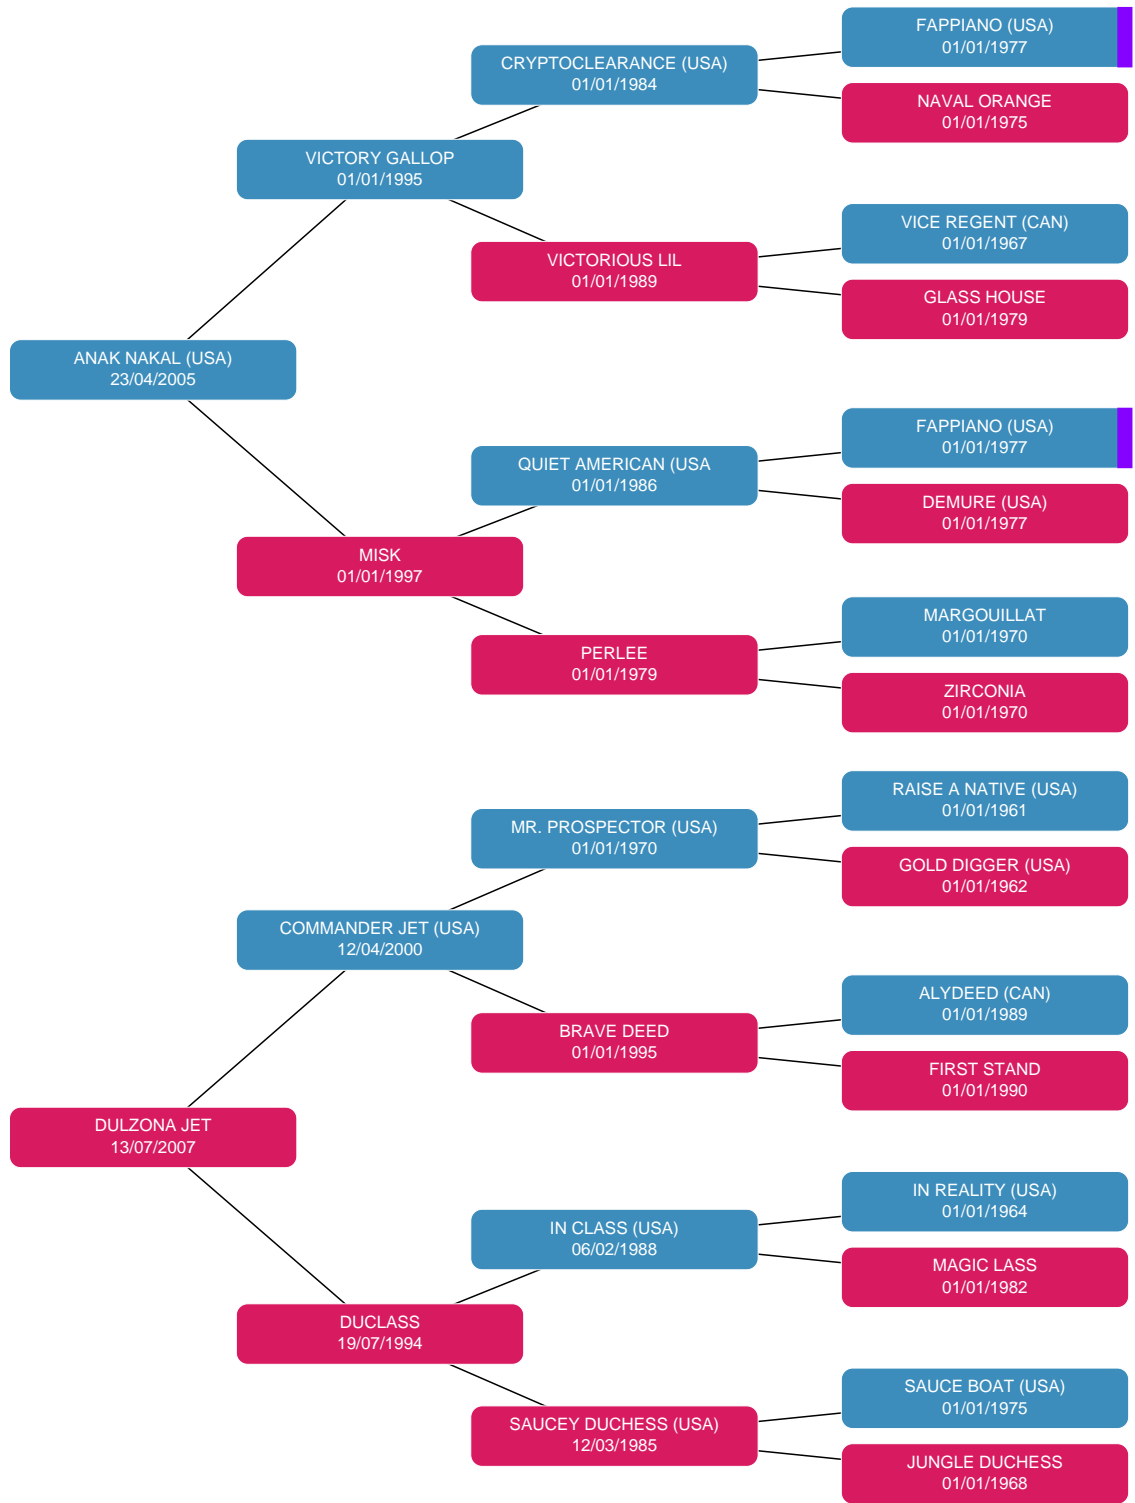 FAPPIANO (USA)
01/01/1977
CRYPTOCLEARANCE (USA)
01/01/1984
NAVAL ORANGE
01/01/1975
VICTORY GALLOP
01/01/1995
VICE REGENT (CAN)
01/01/1967
VICTORIOUS LIL
01/01/1989
GLASS HOUSE
01/01/1979
ANAK NAKAL (USA)
23/04/2005
FAPPIANO (USA)
01/01/1977
QUIET AMERICAN (USA
01/01/1986
DEMURE (USA)
01/01/1977
MISK
01/01/1997
MARGOUILLAT
01/01/1970
PERLEE
01/01/1979
ZIRCONIA
01/01/1970
RAISE A NATIVE (USA)
01/01/1961
MR. PROSPECTOR (USA)
01/01/1970
GOLD DIGGER (USA)
01/01/1962
COMMANDER JET (USA)
12/04/2000
ALYDEED (CAN)
01/01/1989
BRAVE DEED
01/01/1995
FIRST STAND
01/01/1990
DULZONA JET
13/07/2007
IN REALITY (USA)
01/01/1964
IN CLASS (USA)
06/02/1988
MAGIC LASS
01/01/1982
DUCLASS
19/07/1994
SAUCE BOAT (USA)
01/01/1975
SAUCEY DUCHESS (USA)
12/03/1985
JUNGLE DUCHESS
01/01/1968